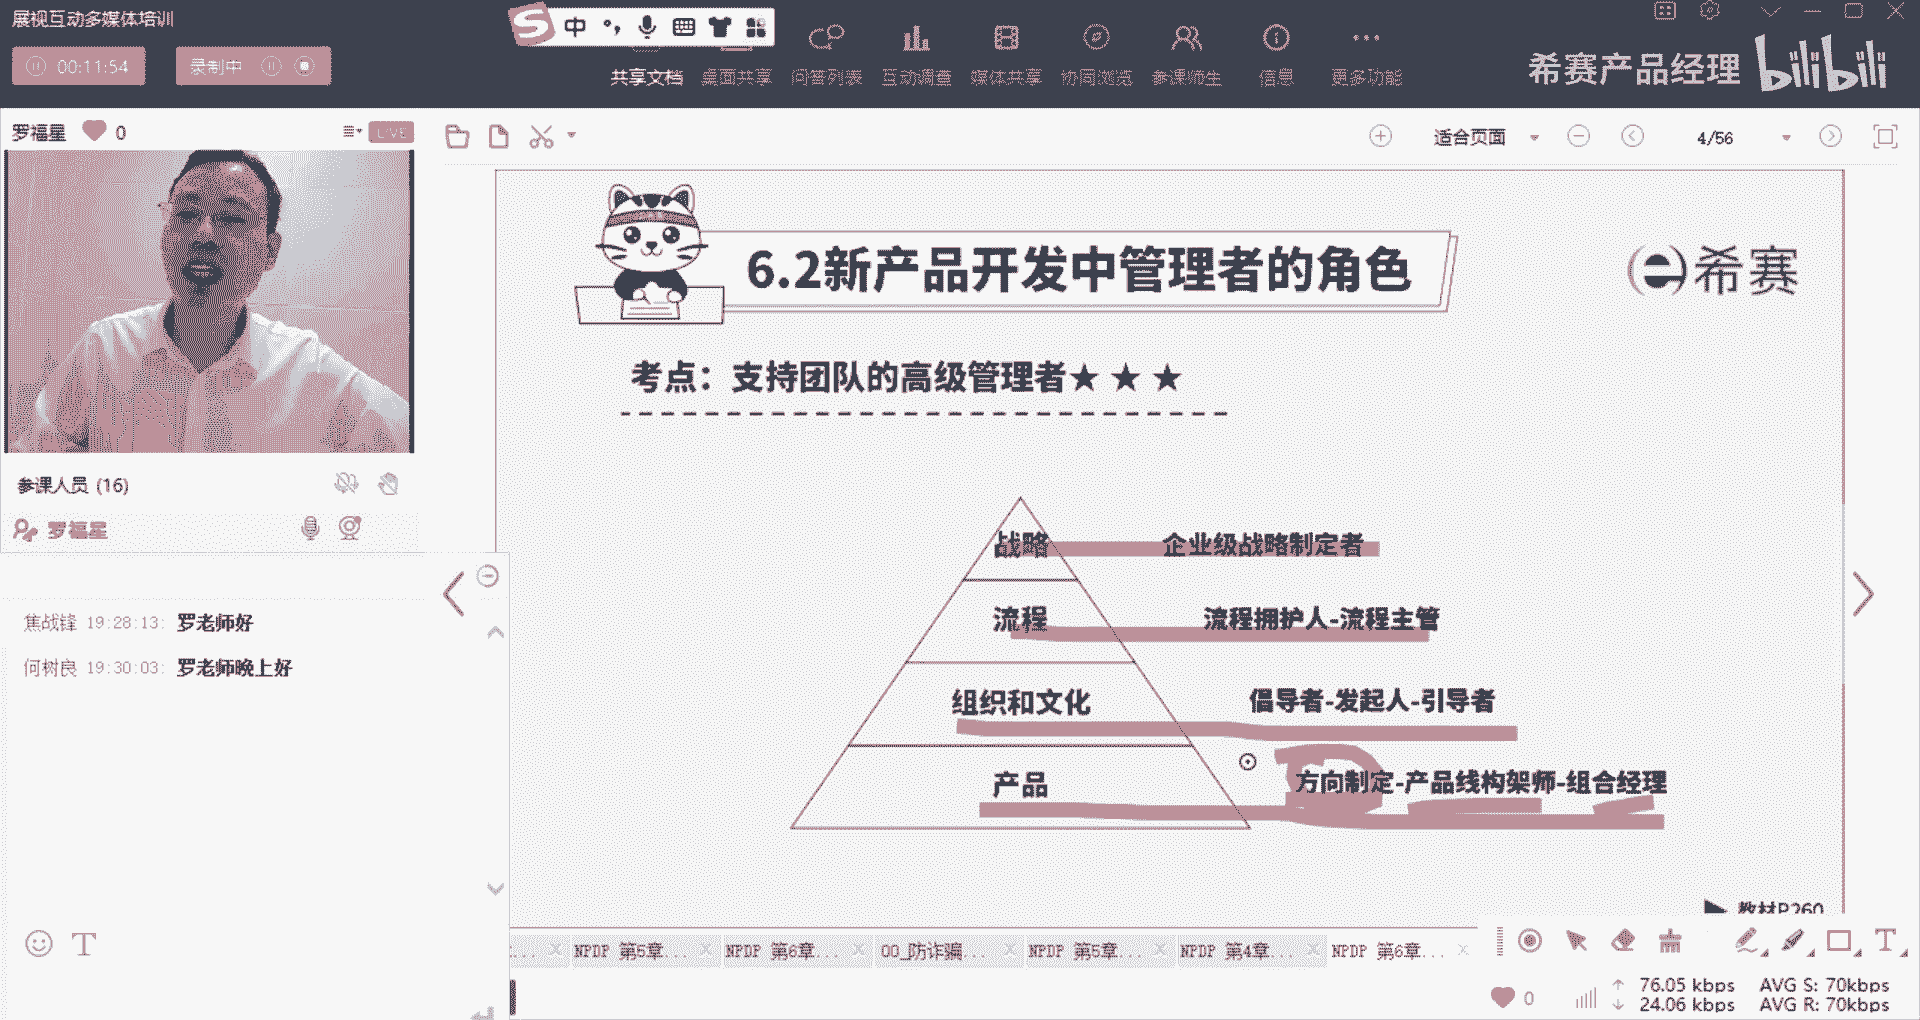 展视互动多媒体培训
中
00:11:54
录制中
共享文档 桌面共享 问答列表 互动调查 媒体共享 协同浏览 参课师生 信息 更多功能
希赛产品经理 bilibili
罗福星 0
LIVE
适合页面
4/56
6.2新产品开发中管理者的角色
希赛
考点：支持团队的高级管理者★ ★ ★
参课人员 (16)
罗福星
战略 企业级战略制定者
流程 流程拥护人-流程主管
组织和文化 倡导者-发起人-引导者
产品 方向制定-产品线构架师-组合经理
教材P260
焦战锋 19:28:13: 罗老师好
何树良 19:30:03: 罗老师晚上好
NPDP 第5章... NPDP 第6章... 00_防诈骗... NPDP 第5章... NPDP 第4章... NPDP 第6章...
0
76.05 kbps AVG S: 70kbps
24.06 kbps AVG R: 70kbps